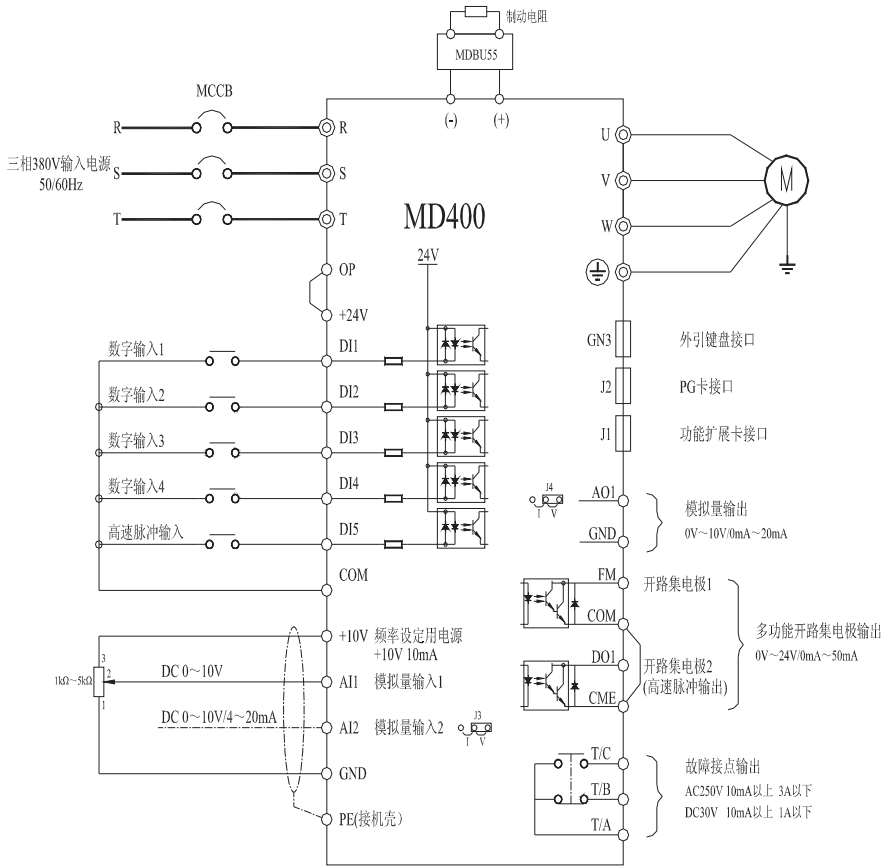 制动电阻
MDBU55
(-)
(+)
MCCB
R
R
三相380V输入电源
50/60Hz
S
S
T
T
MD400
24V
U
V
W
M
OP
+24V
数字输入1
DI1
数字输入2
DI2
数字输入3
DI3
数字输入4
DI4
高速脉冲输入
DI5
COM
GN3
外引键盘接口
J2
PG卡接口
J1
功能扩展卡接口
J4
I V
AO1
GND
模拟量输出
0V～10V/0mA～20mA
FM
开路集电极1
COM
DO1
开路集电极2
(高速脉冲输出)
CME
多功能开路集电极输出
0V～24V/0mA～50mA
+10V 频率设定用电源
+10V 10mA
1kΩ～5kΩ
3
2
1
DC 0～10V
AI1 模拟量输入1
DC 0～10V/4～20mA
AI2 模拟量输入2
J3
I V
GND
PE(接机壳)
T/C
T/B
T/A
故障接点输出
AC250V 10mA以上 3A以下
DC30V 10mA以上 1A以下